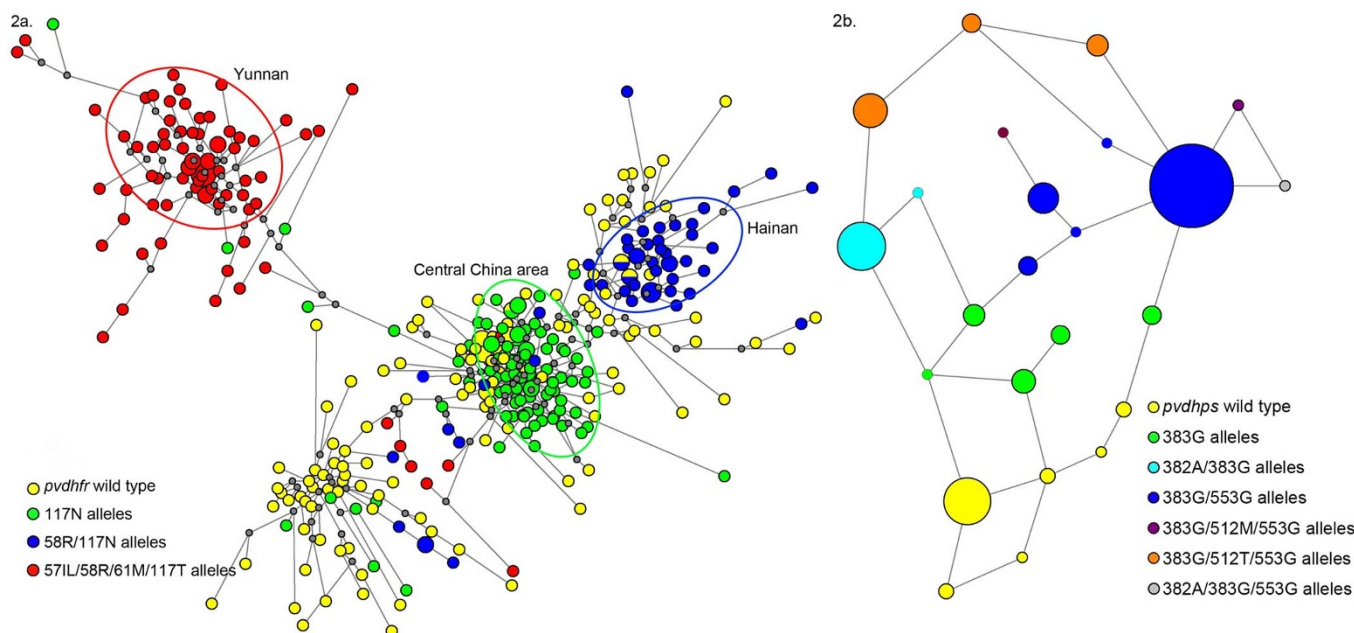 2a.
Yunnan
Hainan
Central China area
pvdhfr wild type
117N alleles
58R/117N alleles
57IL/58R/61M/117T alleles
2b.
pvdhps wild type
383G alleles
382A/383G alleles
383G/553G alleles
383G/512M/553G alleles
383G/512T/553G alleles
382A/383G/553G alleles